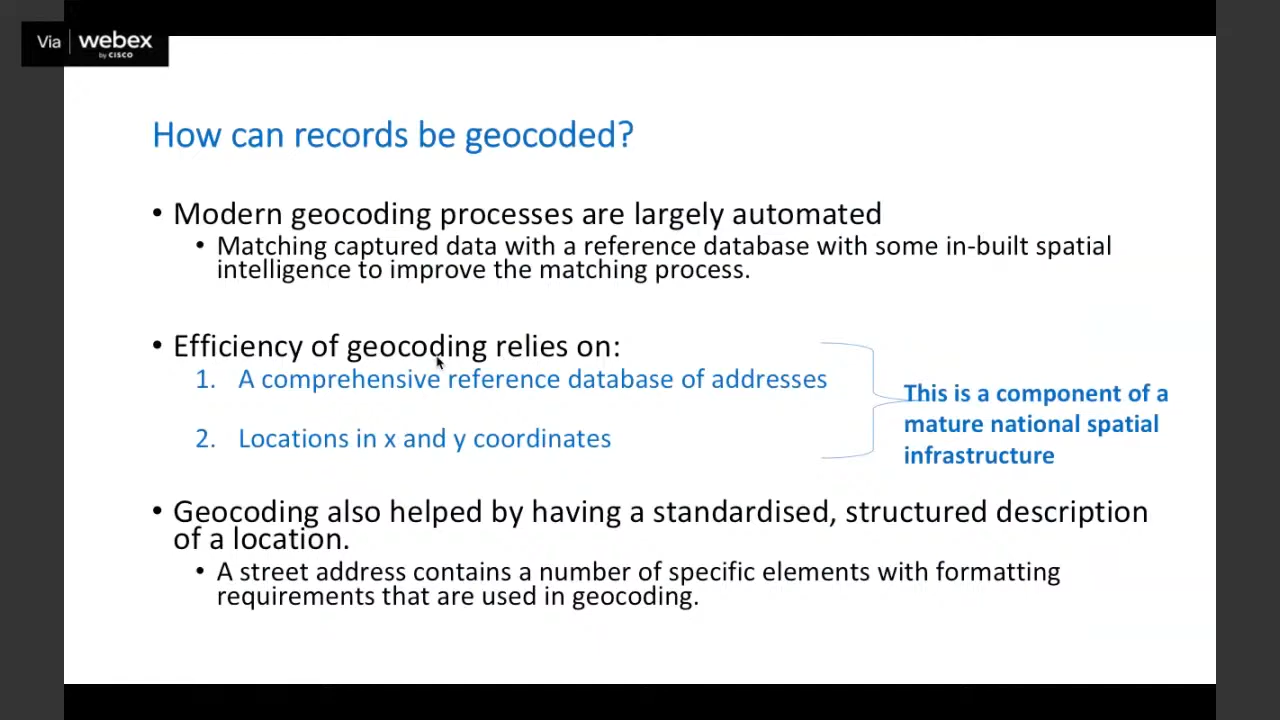 Via webex
by CISCO
How can records be geocoded?
• Modern geocoding processes are largely automated
• Matching captured data with a reference database with some in-built spatial
intelligence to improve the matching process.
• Efficiency of geocoding relies on:
1. A comprehensive reference database of addresses
2. Locations in x and y coordinates
This is a component of a
mature national spatial
infrastructure
• Geocoding also helped by having a standardised, structured description
of a location.
• A street address contains a number of specific elements with formatting
requirements that are used in geocoding.